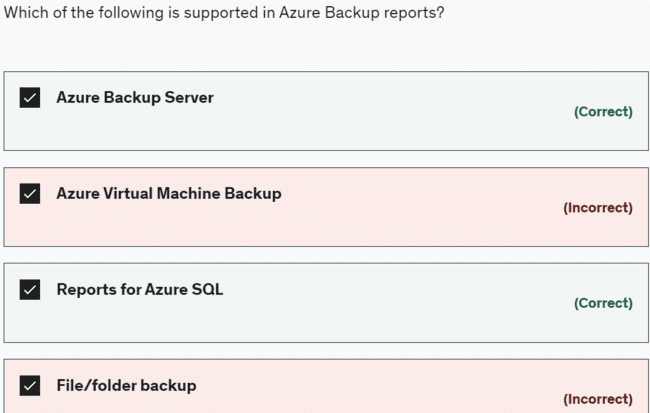 Which of the following is supported in Azure Backup reports?
Azure Backup Server
(Correct)
Azure Virtual Machine Backup
(Incorrect)
Reports for Azure SQL
(Correct)
File/folder backup
(Incorrect)